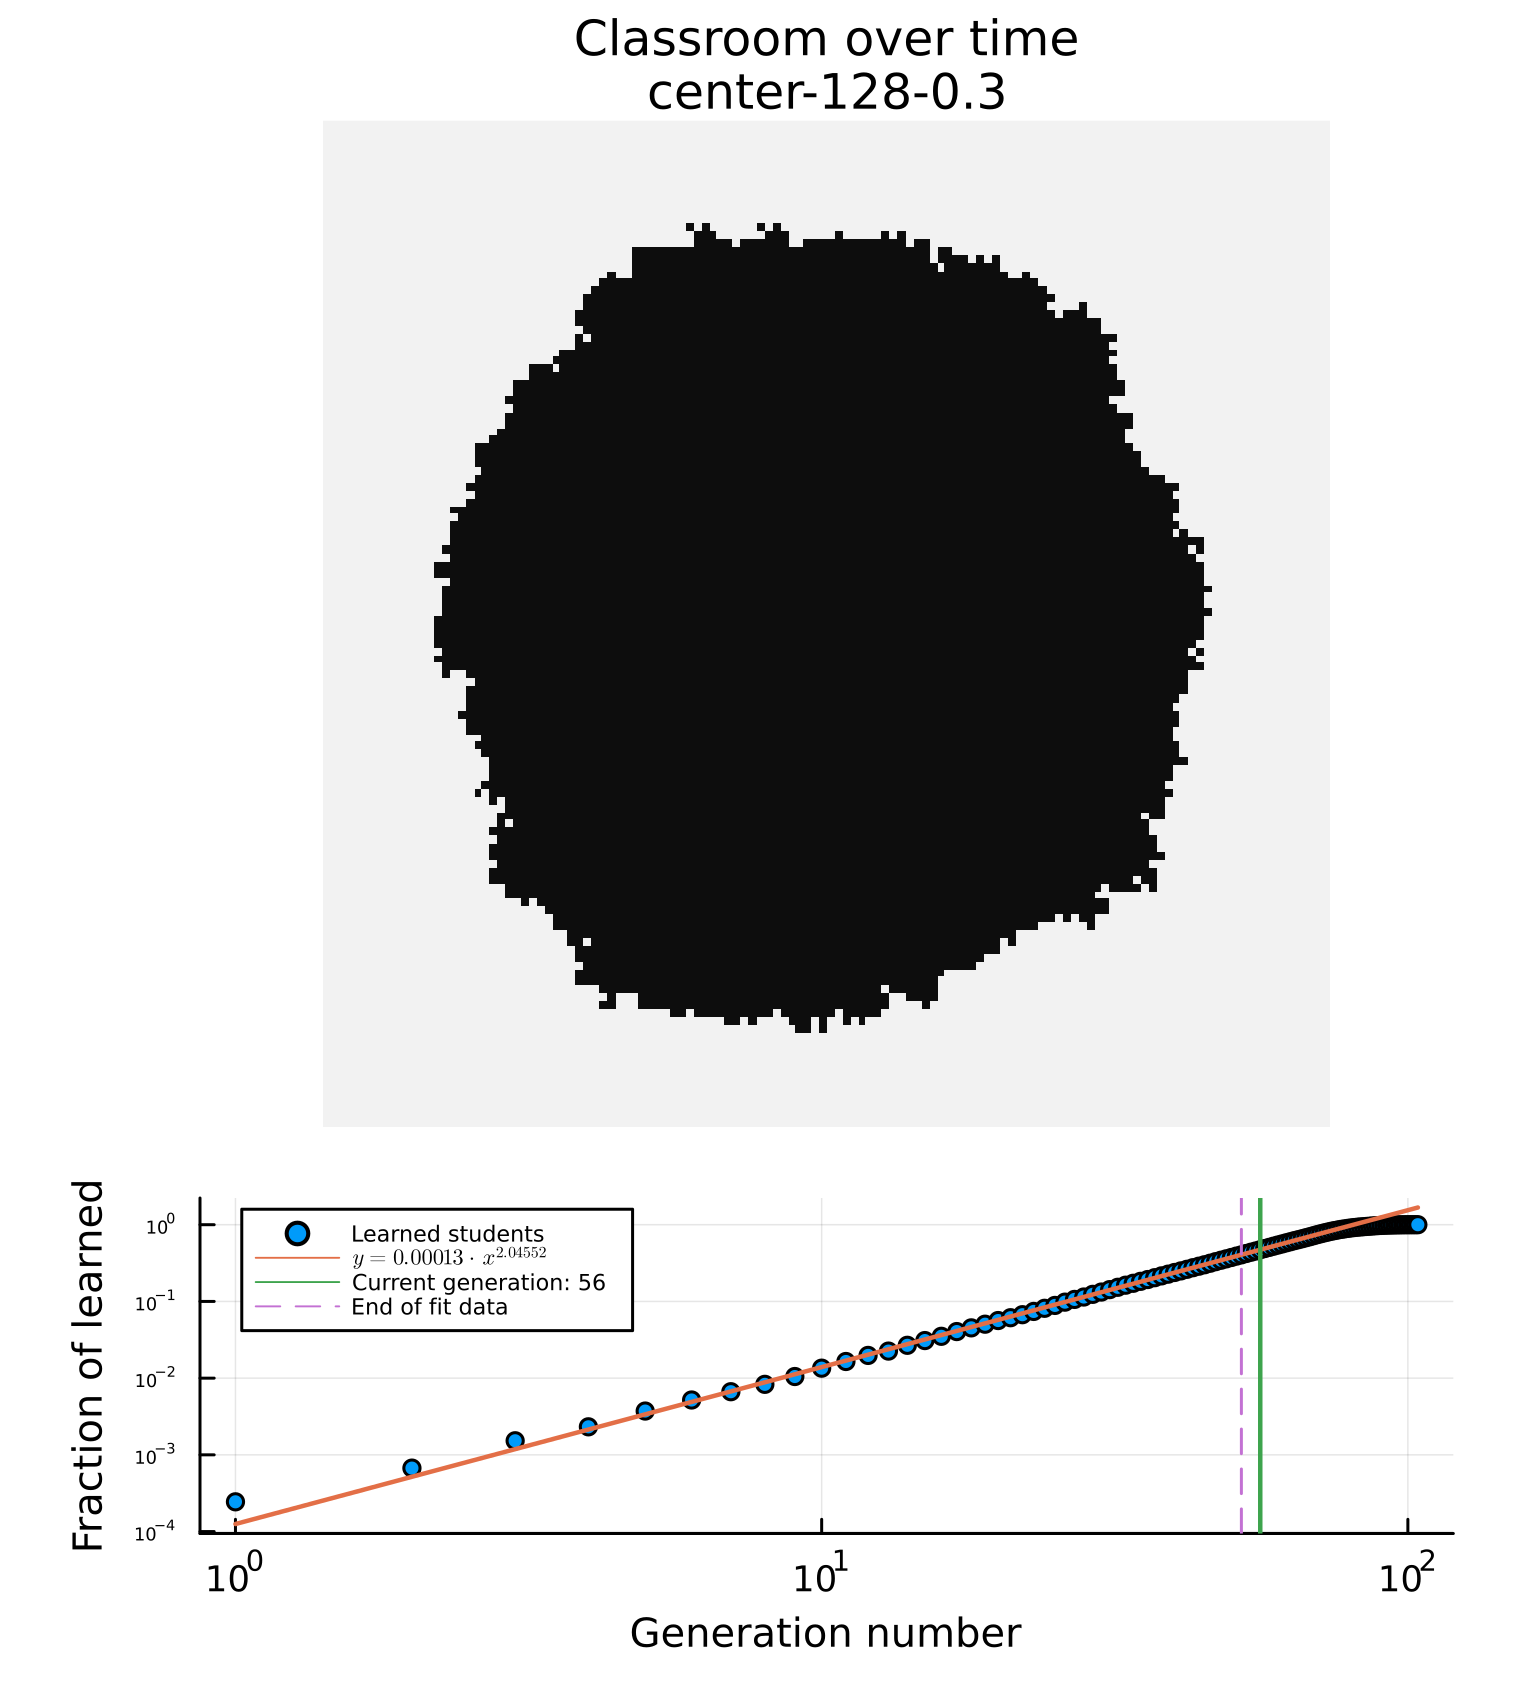 Classroom over time
center-128-0.3
Fraction of learned
10^0
10^-1
10^-2
10^-3
10^-4
Learned students
y = 0.00013 · x^2.04552
Current generation: 56
End of fit data
10^0 10^1 10^2
Generation number